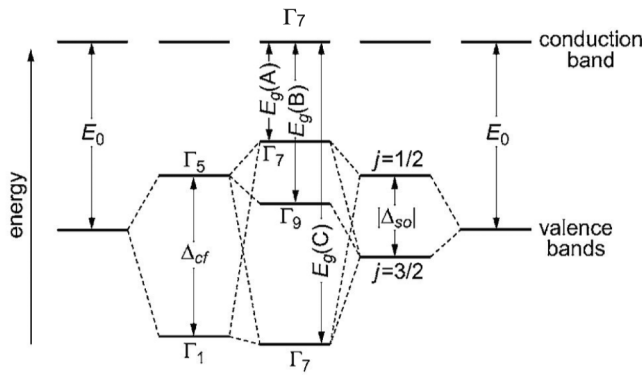 Γ7
conduction
band
Eg(A)
Eg(B)
E0
E0
energy
Γ5
Γ7
j=1/2
Γ9
Δcf
|Δso|
Eg(C)
valence
bands
j=3/2
Γ1
Γ7